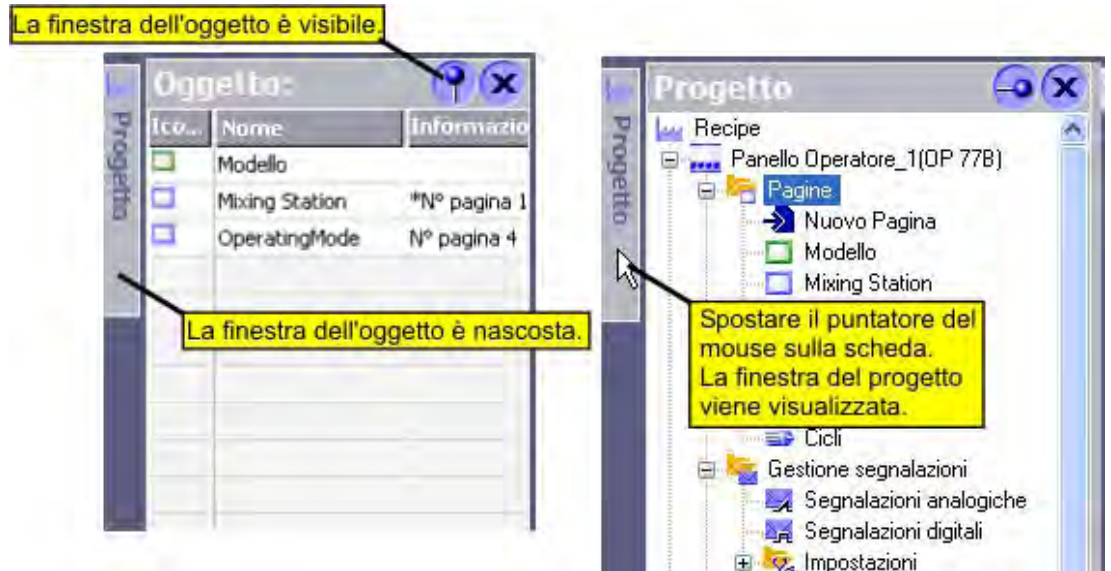 La finestra dell'oggetto è visibile.
Oggetto:
Progetto
Ico... Nome Informazio
Modello
Mixing Station *N° pagina 1
OperatingMode N° pagina 4
La finestra dell'oggetto è nascosta.
Progetto
Progetto
Recipe
Panello Operatore_1(OP 77B)
Pagine
Nuovo Pagina
Modello
Mixing Station
Spostare il puntatore del
mouse sulla scheda.
La finestra del progetto
viene visualizzata.
Cicli
Gestione segnalazioni
Segnalazioni analogiche
Segnalazioni digitali
Impostazioni